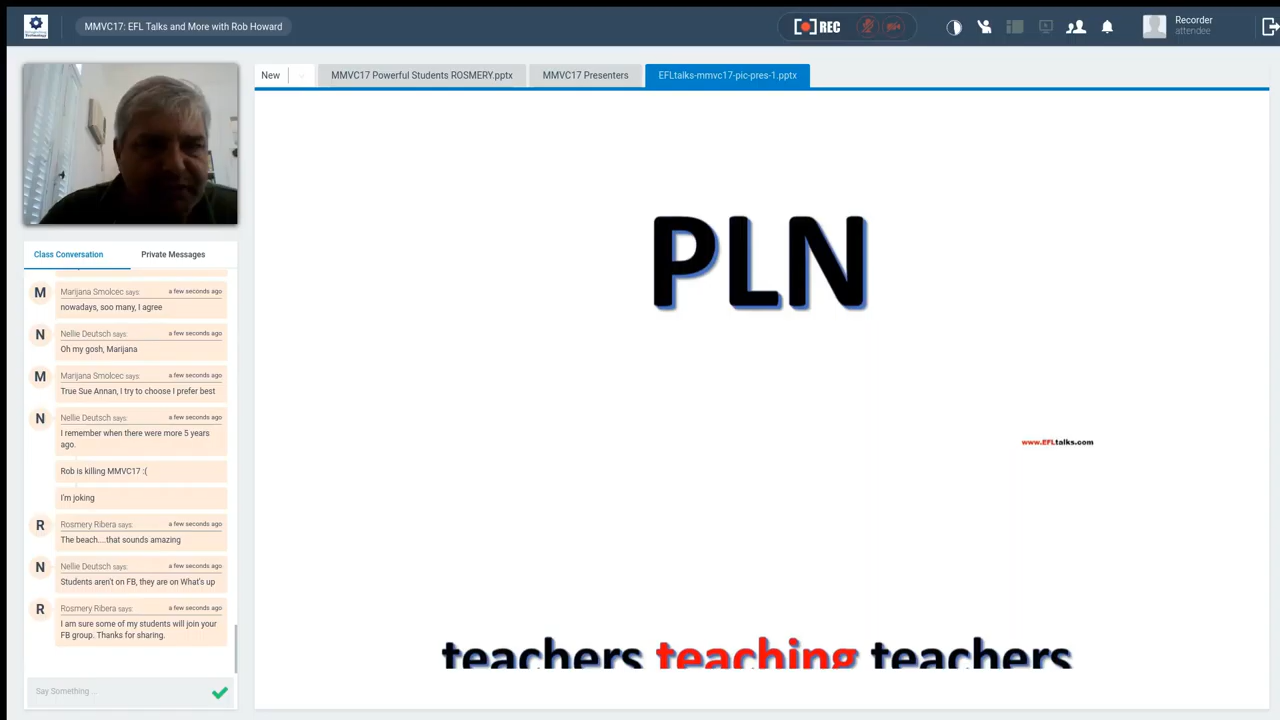 MMVC17: EFL Talks and More with Rob Howard
REC
Recorder
attendee
New
MMVC17 Powerful Students ROSMERY.pptx
MMVC17 Presenters
EFLtalks-mmvc17-pic-pres-1.pptx
Class Conversation
Private Messages
M
Marijana Smolcec says:
a few seconds ago
nowadays, soo many, I agree
N
Nellie Deutsch says:
a few seconds ago
Oh my gosh, Marijana
M
Marijana Smolcec says:
a few seconds ago
True Sue Annan, I try to choose I prefer best
N
Nellie Deutsch says:
a few seconds ago
I remember when there were more 5 years
ago.
Rob is killing MMVC17 :(
I'm joking
R
Rosmery Ribera says:
a few seconds ago
The beach....that sounds amazing
N
Nellie Deutsch says:
a few seconds ago
Students aren't on FB, they are on What's up
R
Rosmery Ribera says:
a few seconds ago
I am sure some of my students will join your
FB group. Thanks for sharing.
Say Something ...
PLN
www.EFLtalks.com
teachers teaching teachers